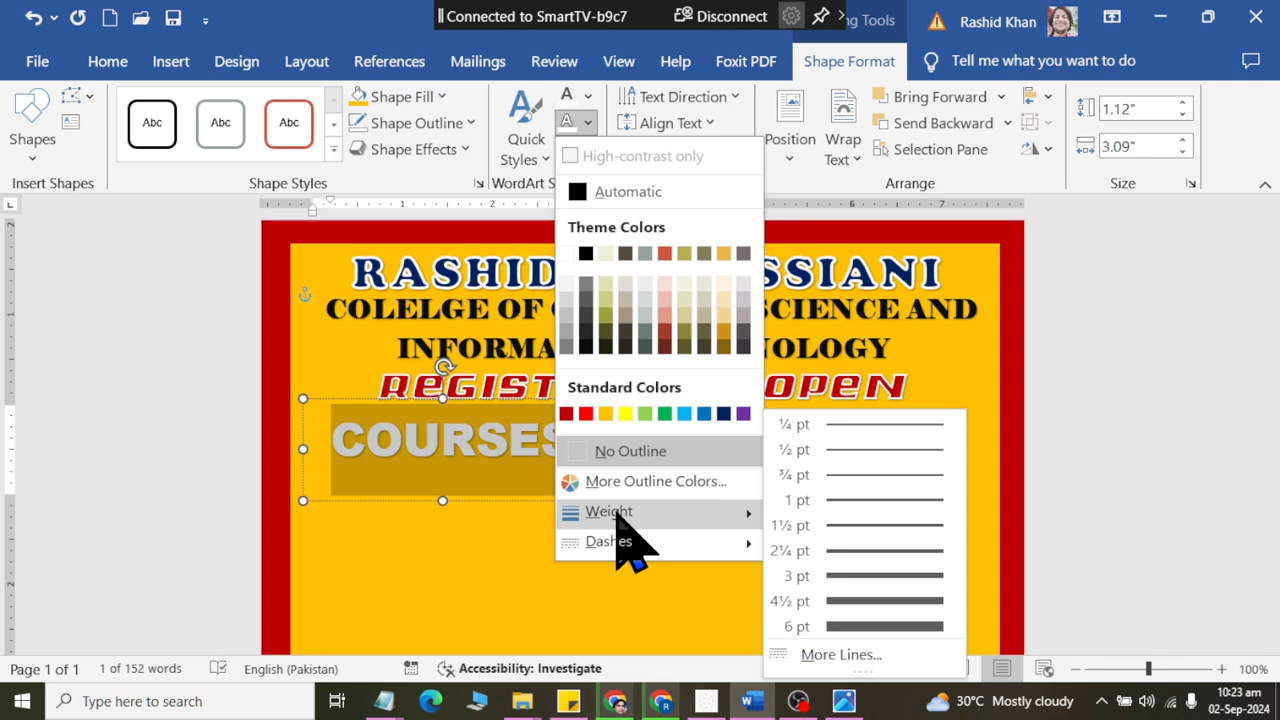 Connected to SmartTV-b9c7 Disconnect ng Tools Rashid Khan
File Home Insert Design Layout References Mailings Review View Help Foxit PDF Shape Format Tell me what you want to do
Shapes
Abc Abc Abc
Shape Fill
Shape Outline
Shape Effects
Quick
Styles
A
A
Text Direction
Align Text
Position
Wrap
Text
Bring Forward
Send Backward
Selection Pane
1.12"
3.09"
Insert Shapes Shape Styles WordArt S Arrange Size
High-contrast only
Automatic
Theme Colors
Standard Colors
No Outline
More Outline Colors...
Weight
Dashes
¼ pt
½ pt
¾ pt
1 pt
1½ pt
2¼ pt
3 pt
4½ pt
6 pt
More Lines...
1 2 6 7
RASHID SSIANI
COLELGE OF CIENCE AND
INFORMA NOLOGY
REGIST OPEN
COURSES
Page 1 of 1 1 of 152 words English (Pakistan) Accessibility: Investigate 100%
Type here to search 30°C Mostly cloudy 10:23 am
02-Sep-2024